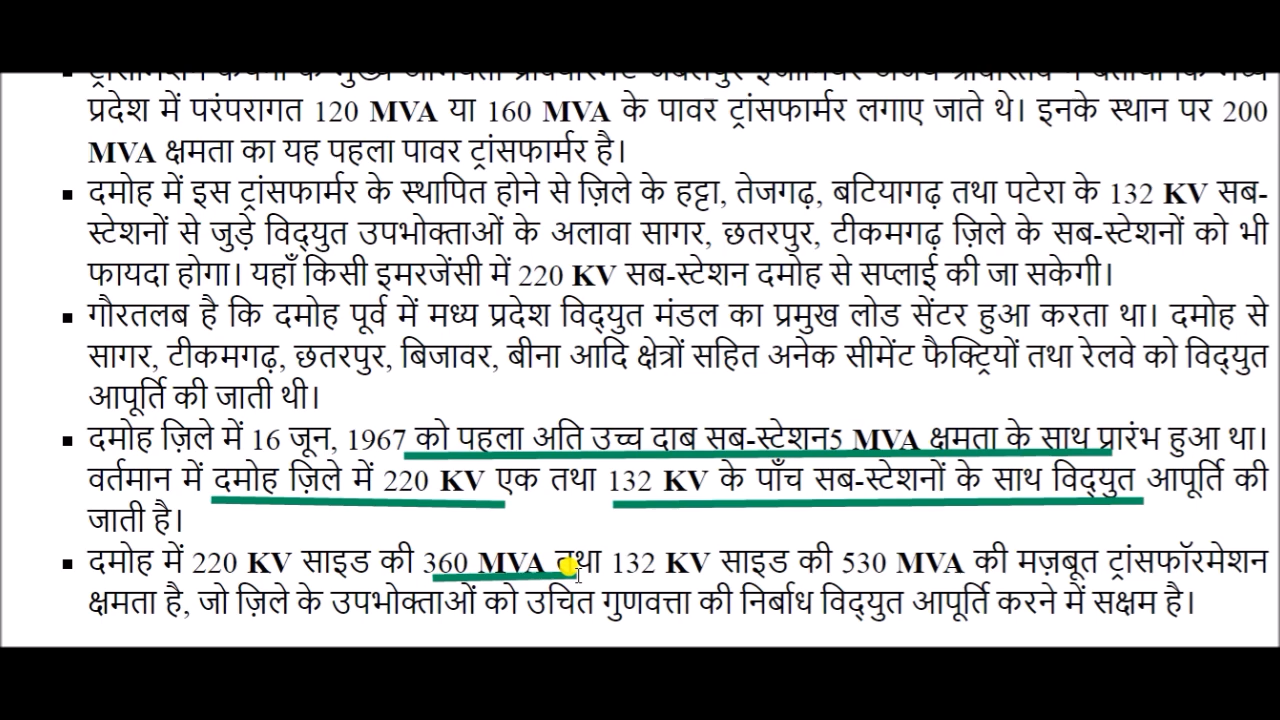 प्रदेश में परंपरागत 120 MVA या 160 MVA के पावर ट्रांसफार्मर लगाए जाते थे। इनके स्थान पर 200
MVA क्षमता का यह पहला पावर ट्रांसफार्मर है।
▪ दमोह में इस ट्रांसफार्मर के स्थापित होने से ज़िले के हट्टा, तेजगढ़, बटियागढ़ तथा पटेरा के 132 KV सब-
स्टेशनों से जुड़े विद्युत उपभोक्ताओं के अलावा सागर, छतरपुर, टीकमगढ़ ज़िले के सब-स्टेशनों को भी
फायदा होगा। यहाँ किसी इमरजेंसी में 220 KV सब-स्टेशन दमोह से सप्लाई की जा सकेगी।
▪ गौरतलब है कि दमोह पूर्व में मध्य प्रदेश विद्युत मंडल का प्रमुख लोड सेंटर हुआ करता था। दमोह से
सागर, टीकमगढ़, छतरपुर, बिजावर, बीना आदि क्षेत्रों सहित अनेक सीमेंट फैक्ट्रियों तथा रेलवे को विद्युत
आपूर्ति की जाती थी।
▪ दमोह ज़िले में 16 जून, 1967 को पहला अति उच्च दाब सब-स्टेशन5 MVA क्षमता के साथ प्रारंभ हुआ था।
वर्तमान में दमोह ज़िले में 220 KV एक तथा 132 KV के पाँच सब-स्टेशनों के साथ विद्युत आपूर्ति की
जाती है।
▪ दमोह में 220 KV साइड की 360 MVA तथा 132 KV साइड की 530 MVA की मज़बूत ट्रांसफॉरमेशन
क्षमता है, जो ज़िले के उपभोक्ताओं को उचित गुणवत्ता की निर्बाध विद्युत आपूर्ति करने में सक्षम है।